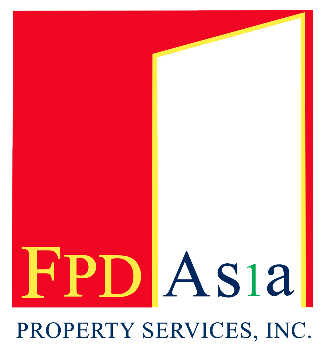 FPD Asia
PROPERTY SERVICES, INC.